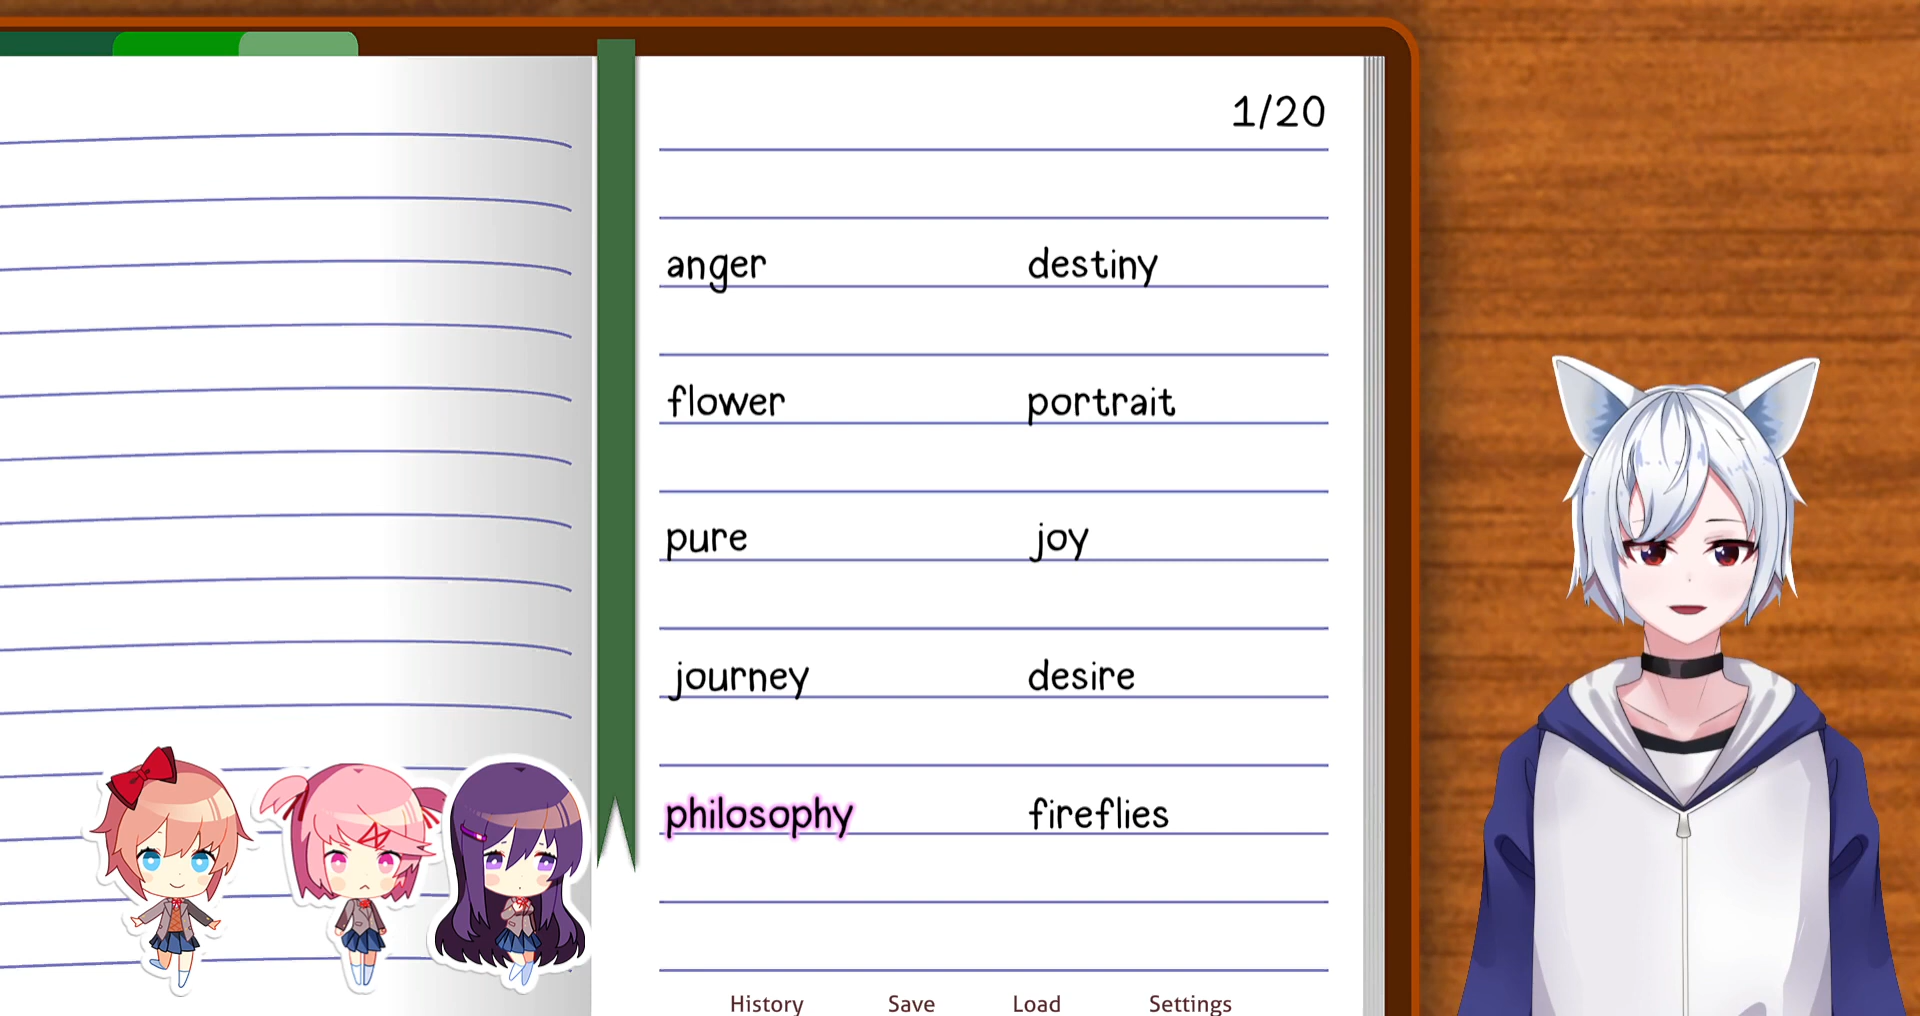 1/20
anger destiny
flower portrait
pure joy
journey desire
philosophy fireflies
History Save Load Settings